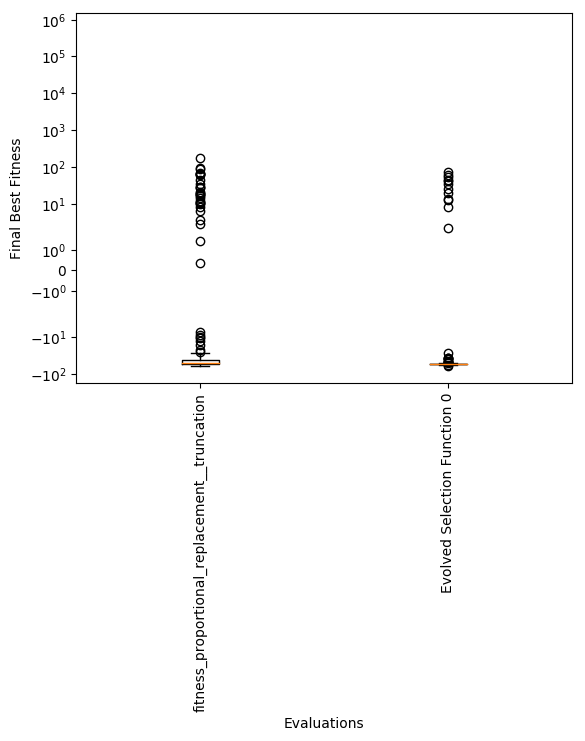 Final Best Fitness
10⁶
10⁵
10⁴
10³
10²
10¹
10⁰
0
−10⁰
−10¹
−10²
fitness_proportional_replacement__truncation
Evolved Selection Function 0
Evaluations